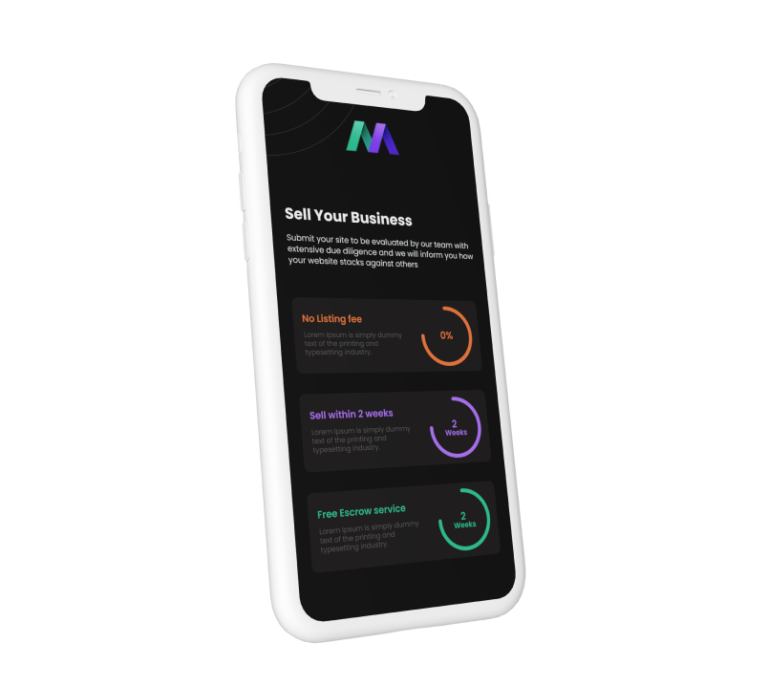 Sell Your Business
Submit your site to be evaluated by our team with
extensive due diligence and we will inform you how
your website stacks against others
No Listing fee
Lorem Ipsum is simply dummy
text of the printing and
typesetting industry.
0%
Sell within 2 weeks
Lorem Ipsum is simply dummy
text of the printing and
typesetting industry.
2
Weeks
Free Escrow service
Lorem Ipsum is simply dummy
text of the printing and
typesetting industry.
2
Weeks